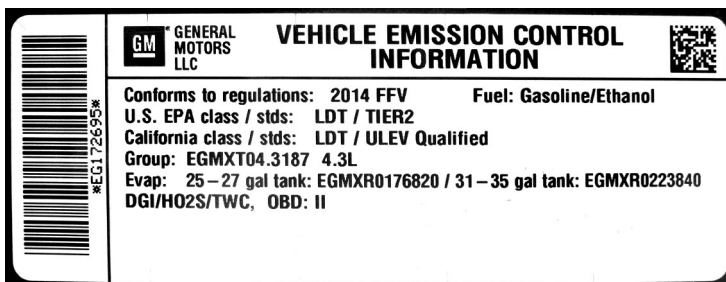 *EG172695*
GM GENERAL
MOTORS
LLC
VEHICLE EMISSION CONTROL
INFORMATION
Conforms to regulations: 2014 FFV Fuel: Gasoline/Ethanol
U.S. EPA class / stds: LDT / TIER2
California class / stds: LDT / ULEV Qualified
Group: EGMXT04.3187 4.3L
Evap: 25–27 gal tank: EGMXR0176820 / 31–35 gal tank: EGMXR0223840
DGI/HO2S/TWC, OBD: II